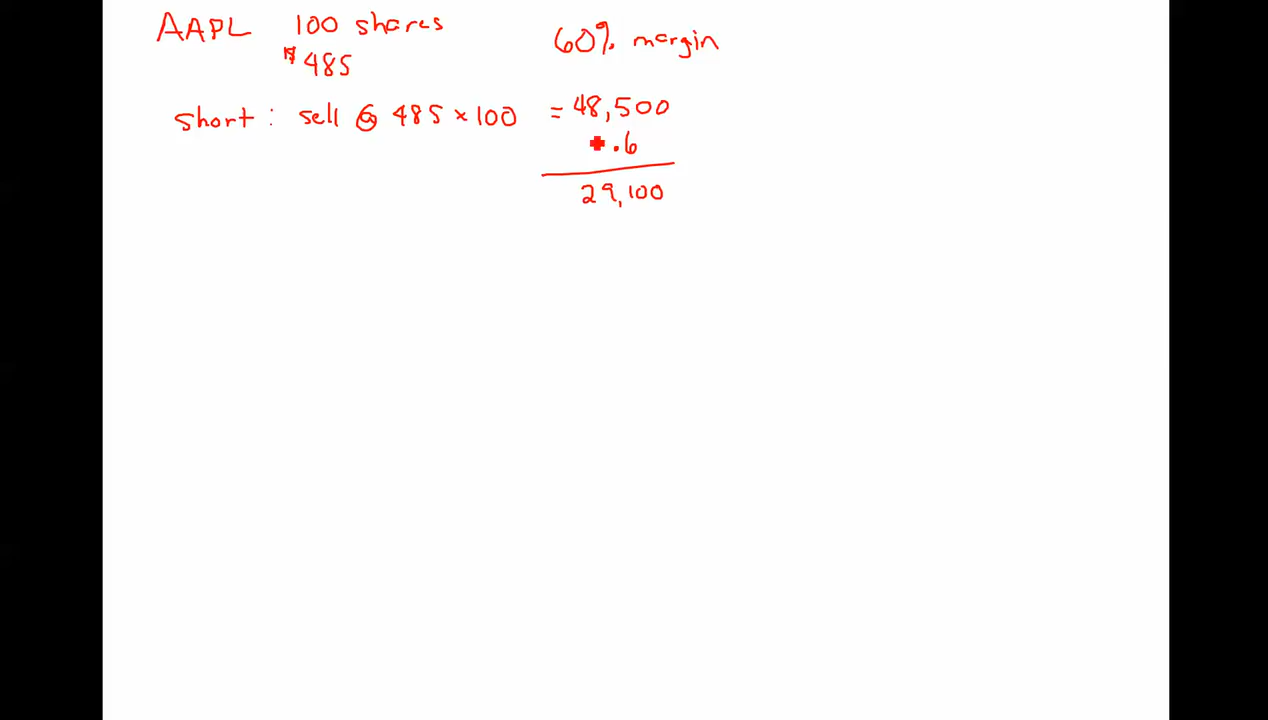 AAPL 100 shares
$485
60% margin
short: sell @ 485 × 100 = 48,500
.6
29,100